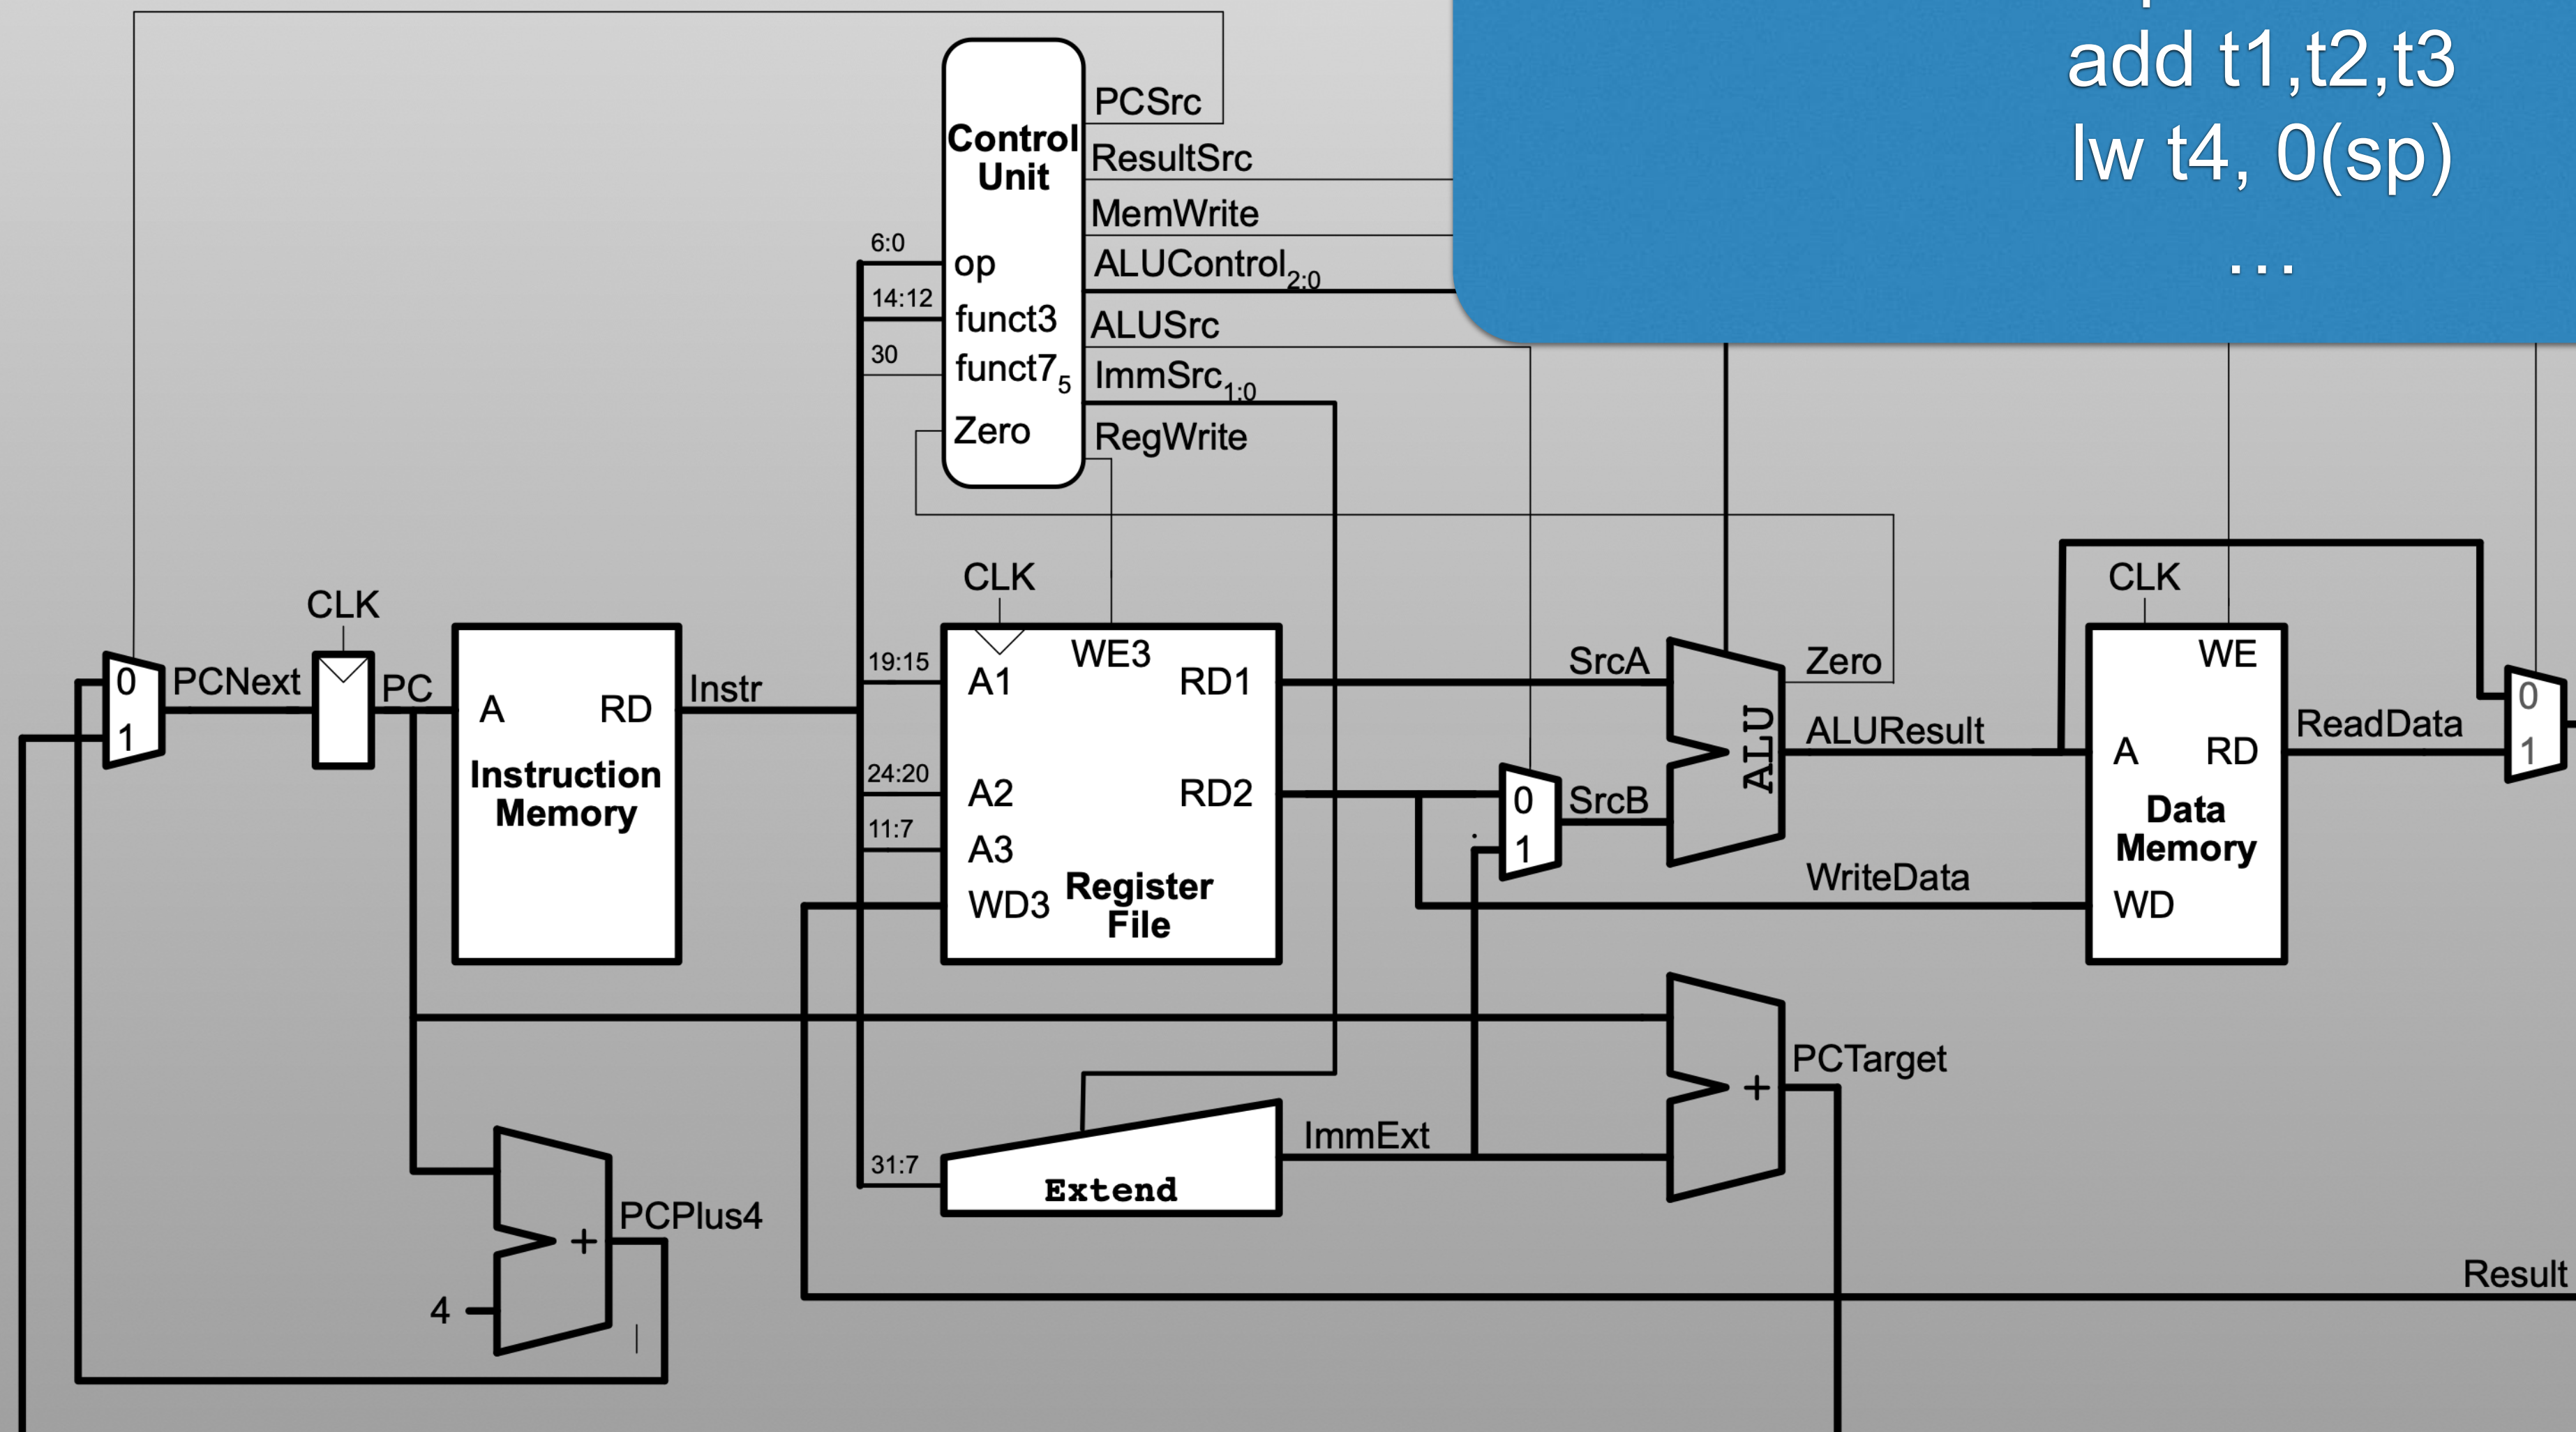 add t1,t2,t3
lw t4, 0(sp)
...
Control
Unit
PCSrc
ResultSrc
MemWrite
ALUControl2:0
ALUSrc
ImmSrc1:0
RegWrite
6:0
op
14:12
funct3
30
funct75
Zero
CLK
0
1
PCNext
PC
A
RD
Instruction
Memory
Instr
CLK
19:15
A1
WE3
RD1
24:20
A2
RD2
11:7
A3
WD3
Register
File
SrcA
0
1
SrcB
ALU
Zero
ALUResult
WriteData
CLK
WE
A
RD
Data
Memory
WD
ReadData
0
1
31:7
Extend
ImmExt
+
PCTarget
4
+
PCPlus4
Result